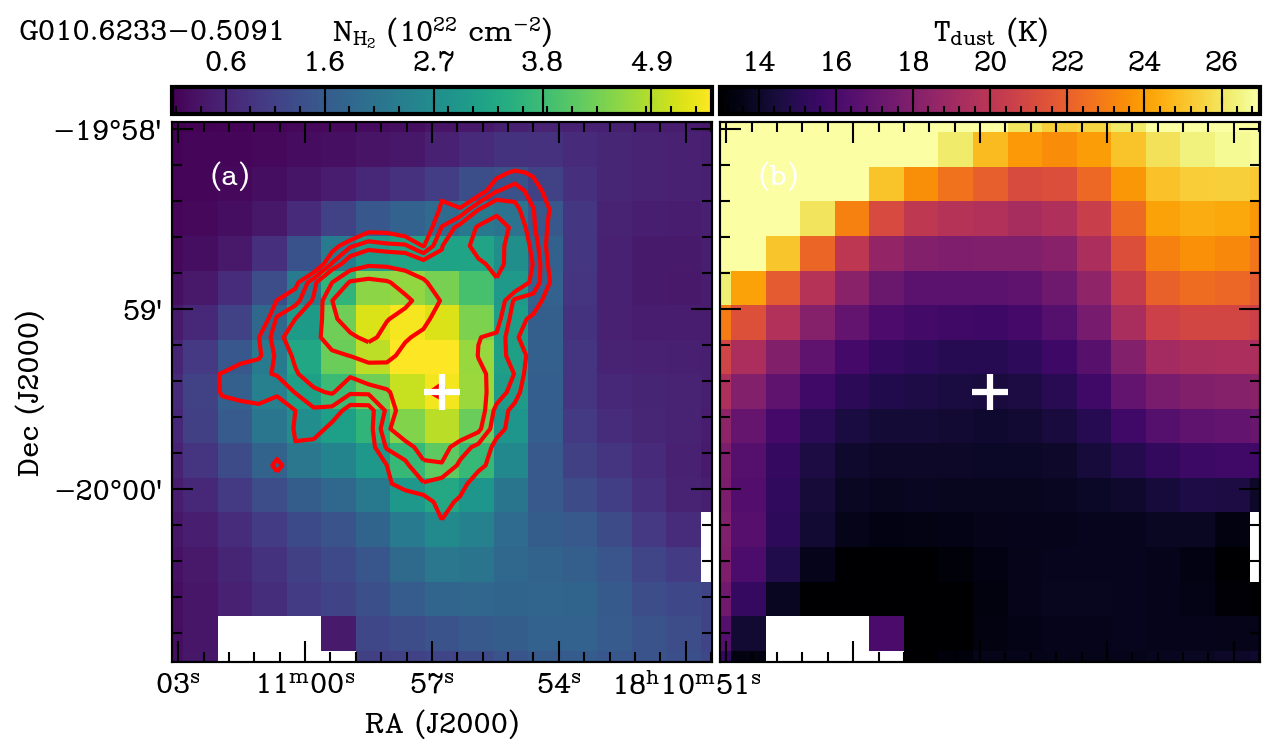 G010.6233−0.5091 N_H₂ (10²² cm⁻²) T_dust (K)
0.6 1.6 2.7 3.8 4.9 14 16 18 20 22 24 26
−19°58'
(a) (b)
59'
Dec (J2000)
−20°00'
03ˢ 11ᵐ00ˢ 57ˢ 54ˢ 18ʰ10ᵐ51ˢ
RA (J2000)